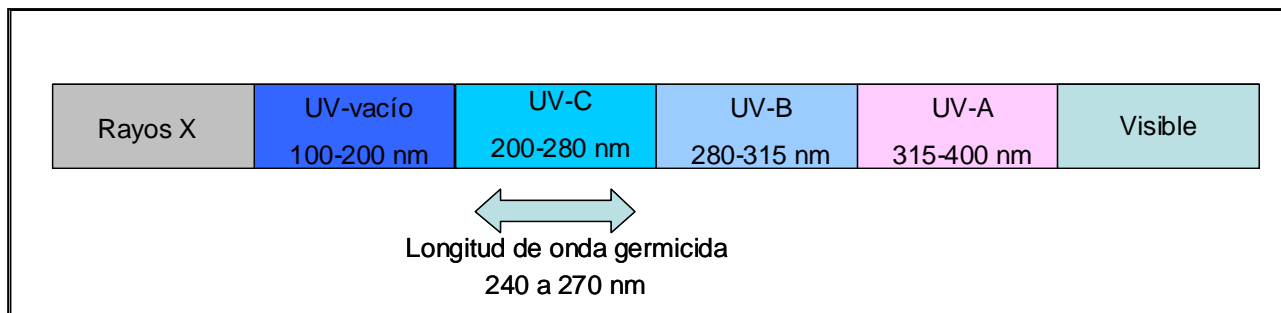 Rayos X
UV-vacío
100-200 nm
UV-C
200-280 nm
UV-B
280-315 nm
UV-A
315-400 nm
Visible
Longitud de onda germicida
240 a 270 nm